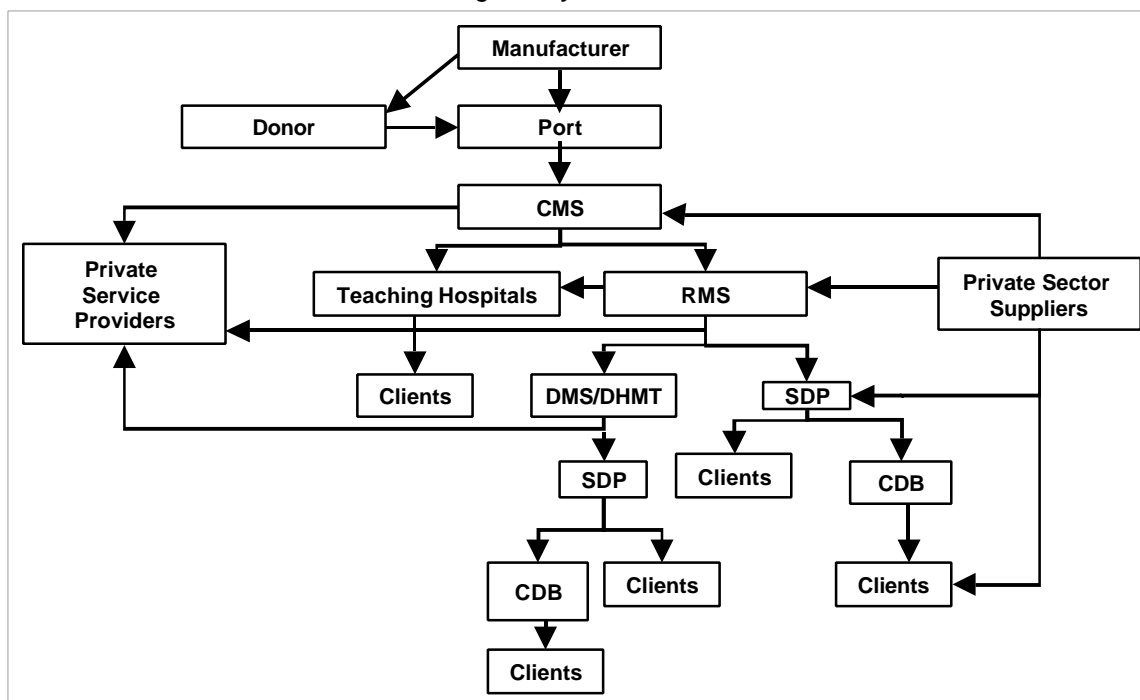 Manufacturer
Donor
Port
CMS
Private
Service
Providers
Teaching Hospitals
RMS
Private Sector
Suppliers
Clients
DMS/DHMT
SDP
SDP
Clients
CDB
CDB
Clients
Clients
Clients